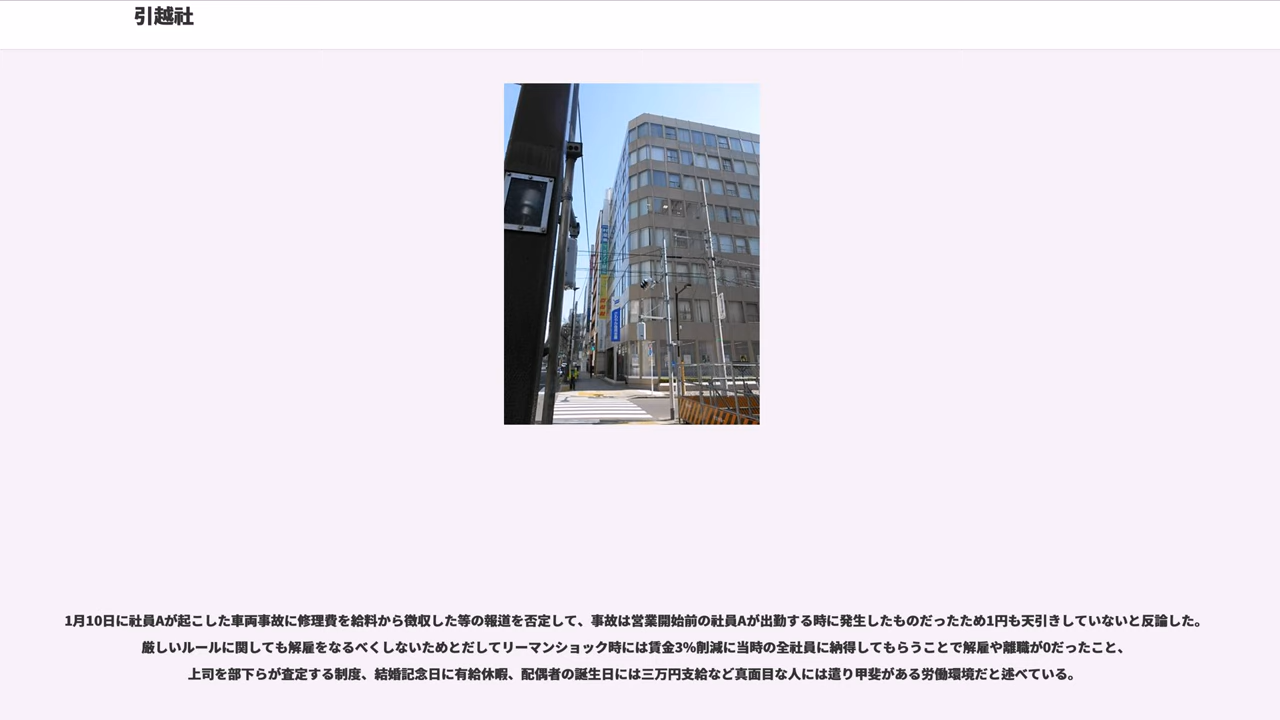 引越社
1月10日に社員Aが起こした車両事故に修理費を給料から徴収した等の報道を否定して、事故は営業開始前の社員Aが出勤する時に発生したものだったため1円も天引きしていないと反論した。
厳しいルールに関しても解雇をなるべくしないためとだしてリーマンショック時には賃金3%削減に当時の全社員に納得してもらうことで解雇や離職が0だったこと、
上司を部下らが査定する制度、結婚記念日に有給休暇、配偶者の誕生日には三万円支給など真面目な人には遣り甲斐がある労働環境だと述べている。